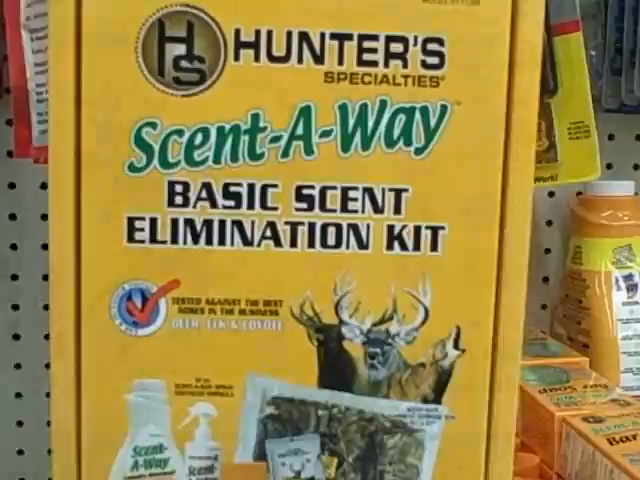 HS
HUNTER'S
SPECIALTIES
Scent-A-Way
BASIC SCENT
ELIMINATION KIT
TESTED AGAINST THE BEST
NOSES IN THE BUSINESS
DEER, ELK & COYOTE
Scent-
A-Way
Bar